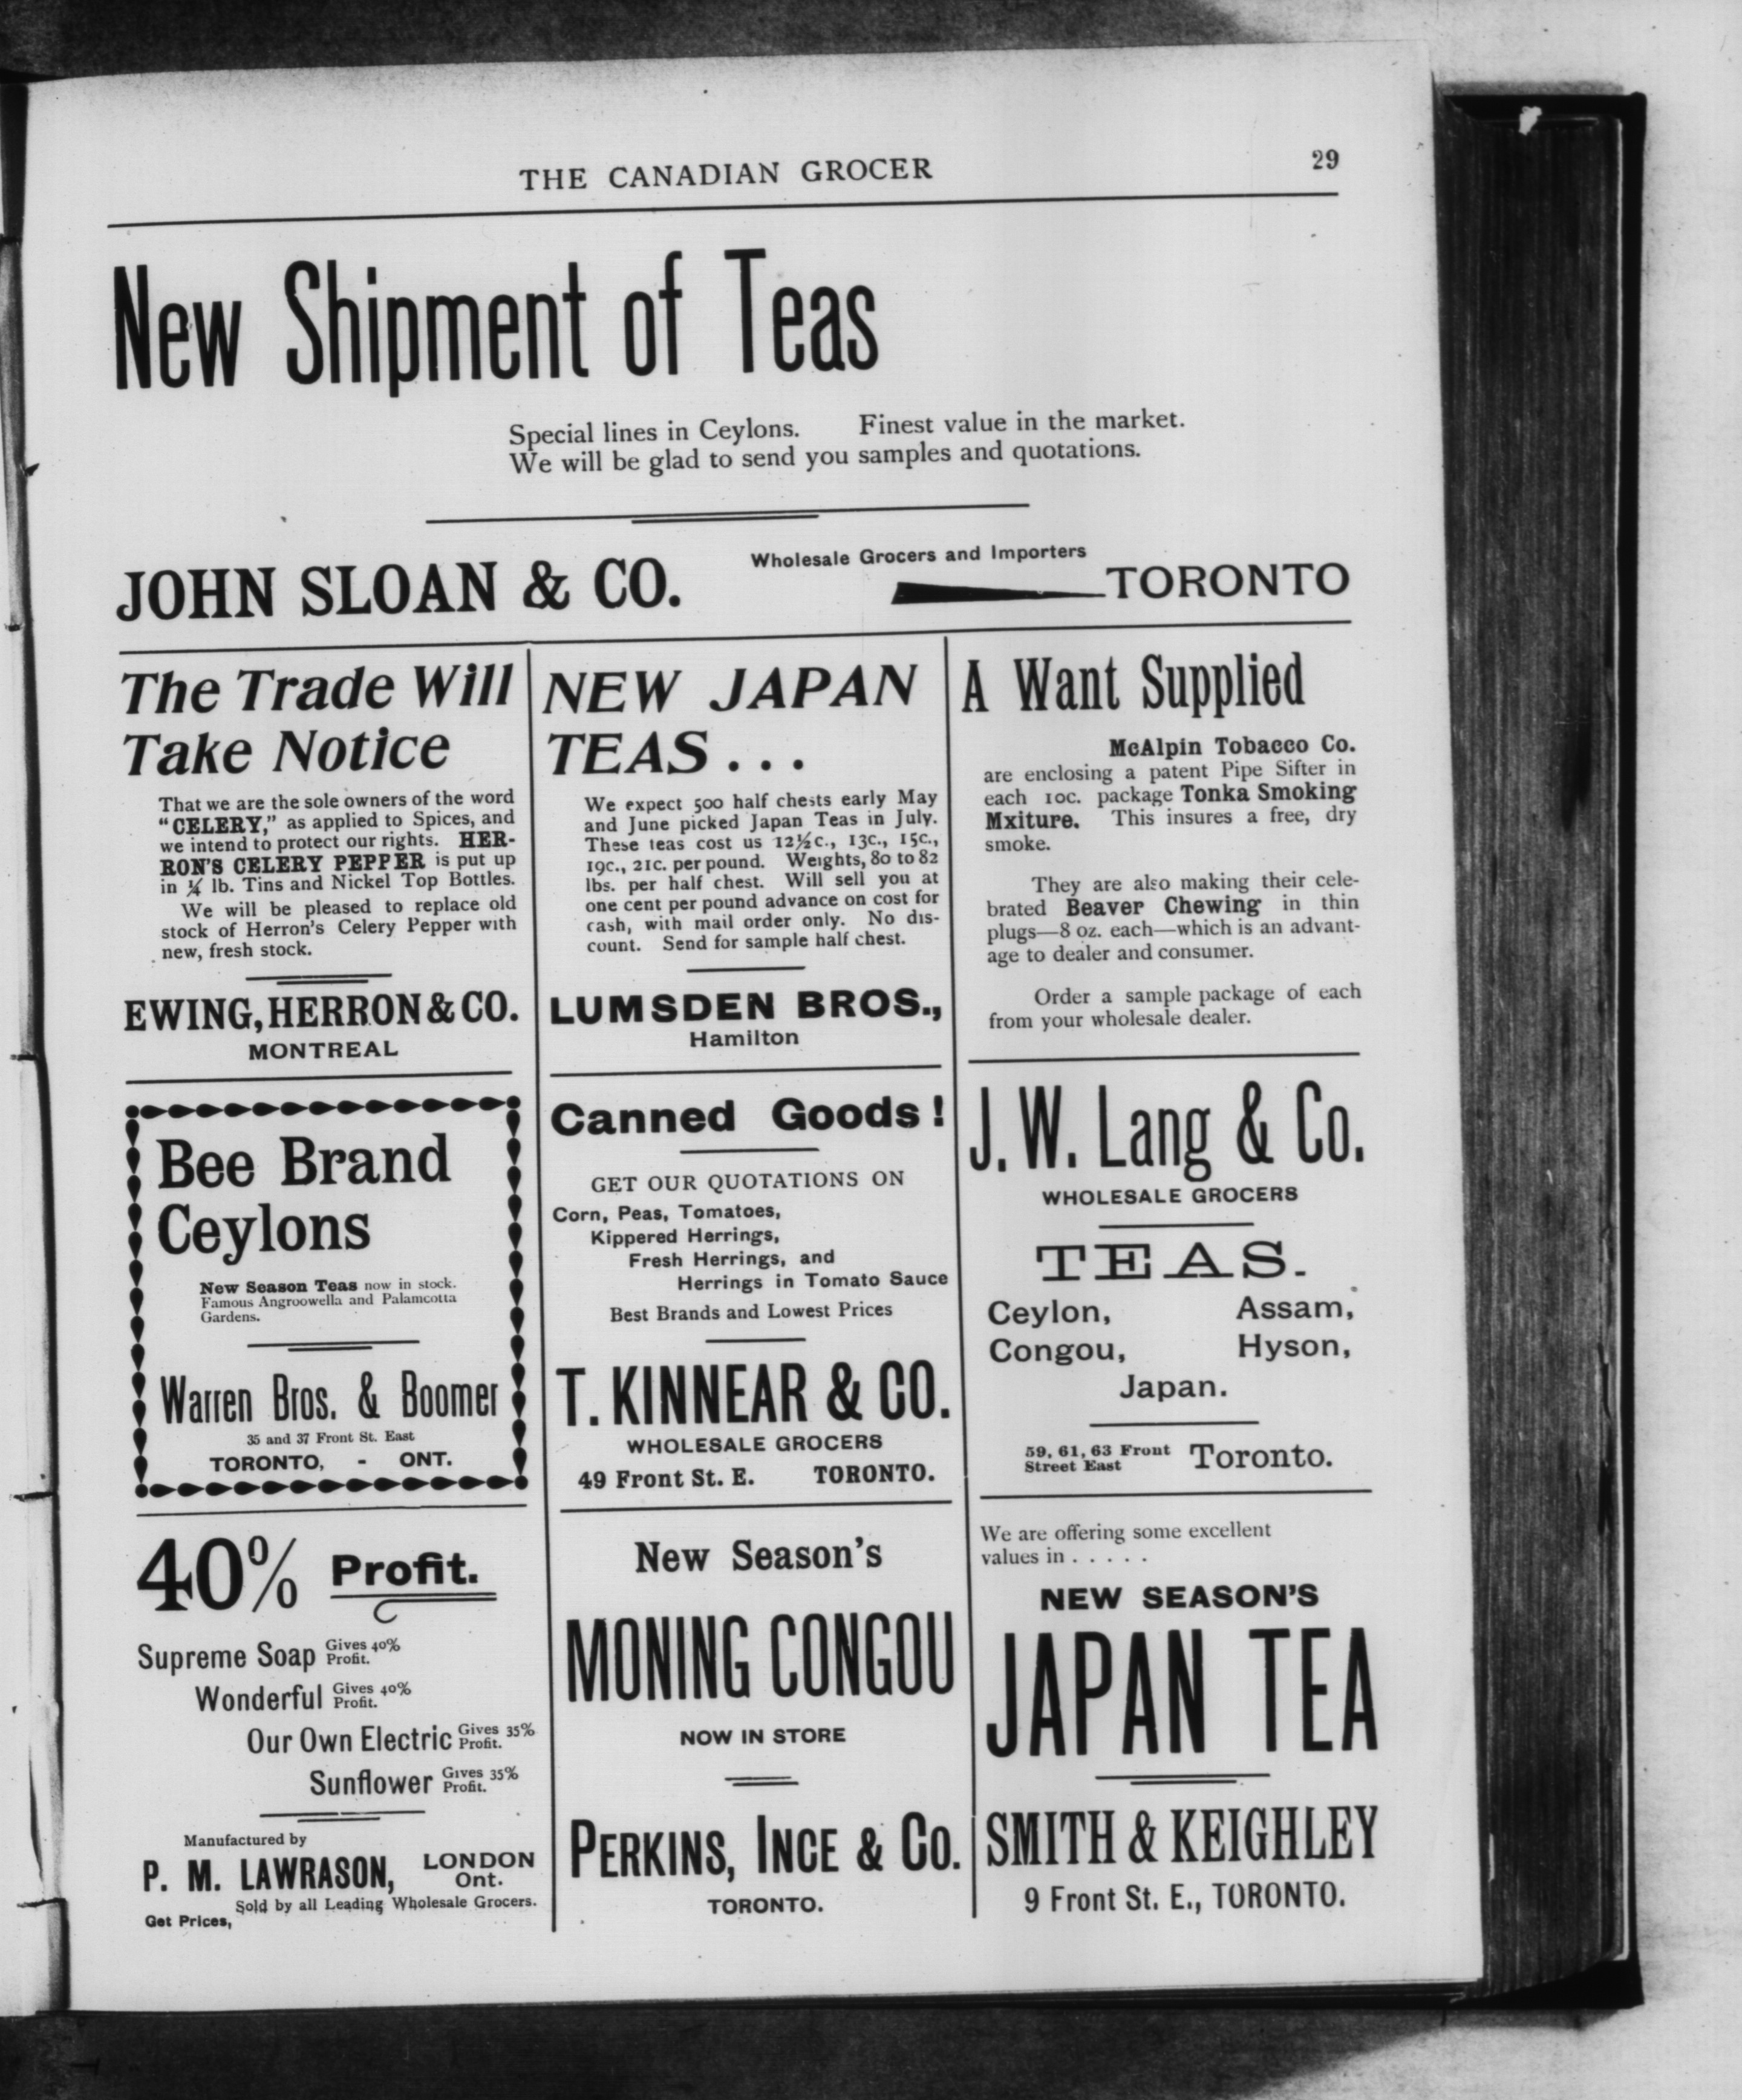 THE CANADIAN GROCER
29
New Shipment of Teas
Special lines in Ceylons. Finest value in the market.
We will be glad to send you samples and quotations.
JOHN SLOAN & CO.
Wholesale Grocers and Importers
TORONTO
The Trade Will
Take Notice
That we are the sole owners of the word
"CELERY," as applied to Spices, and
we intend to protect our rights. HER-
RON'S CELERY PEPPER is put up
in ¼ lb. Tins and Nickel Top Bottles.
We will be pleased to replace old
stock of Herron's Celery Pepper with
new, fresh stock.
EWING, HERRON & CO.
MONTREAL
Bee Brand
Ceylons
New Season Teas now in stock.
Famous Angroowella and Palamcotta
Gardens.
Warren Bros. & Boomer
35 and 37 Front St. East
TORONTO, - ONT.
40% Profit.
Supreme Soap Gives 40%
Profit.
Wonderful Gives 40%
Profit.
Our Own Electric Gives 35%
Profit.
Sunflower Gives 35%
Profit.
Manufactured by
P. M. LAWRASON, LONDON
Ont.
Sold by all Leading Wholesale Grocers.
Get Prices,
NEW JAPAN
TEAS . . .
We expect 500 half chests early May
and June picked Japan Teas in July.
These teas cost us 12½c., 13c., 15c.,
19c., 21c. per pound. Weights, 80 to 82
lbs. per half chest. Will sell you at
one cent per pound advance on cost for
cash, with mail order only. No dis-
count. Send for sample half chest.
LUMSDEN BROS.,
Hamilton
Canned Goods!
GET OUR QUOTATIONS ON
Corn, Peas, Tomatoes,
Kippered Herrings,
Fresh Herrings, and
Herrings in Tomato Sauce
Best Brands and Lowest Prices
T. KINNEAR & CO.
WHOLESALE GROCERS
49 Front St. E. TORONTO.
New Season's
MONING CONGOU
NOW IN STORE
PERKINS, INCE & Co.
TORONTO.
A Want Supplied
McAlpin Tobacco Co.
are enclosing a patent Pipe Sifter in
each 10c. package Tonka Smoking
Mxiture. This insures a free, dry
smoke.
They are also making their cele-
brated Beaver Chewing in thin
plugs—8 oz. each—which is an advant-
age to dealer and consumer.
Order a sample package of each
from your wholesale dealer.
J. W. Lang & Co.
WHOLESALE GROCERS
TEAS.
Ceylon, Assam,
Congou, Hyson,
Japan.
59, 61, 63 Front
Street East Toronto.
We are offering some excellent
values in . . . . .
NEW SEASON'S
JAPAN TEA
SMITH & KEIGHLEY
9 Front St. E., TORONTO.